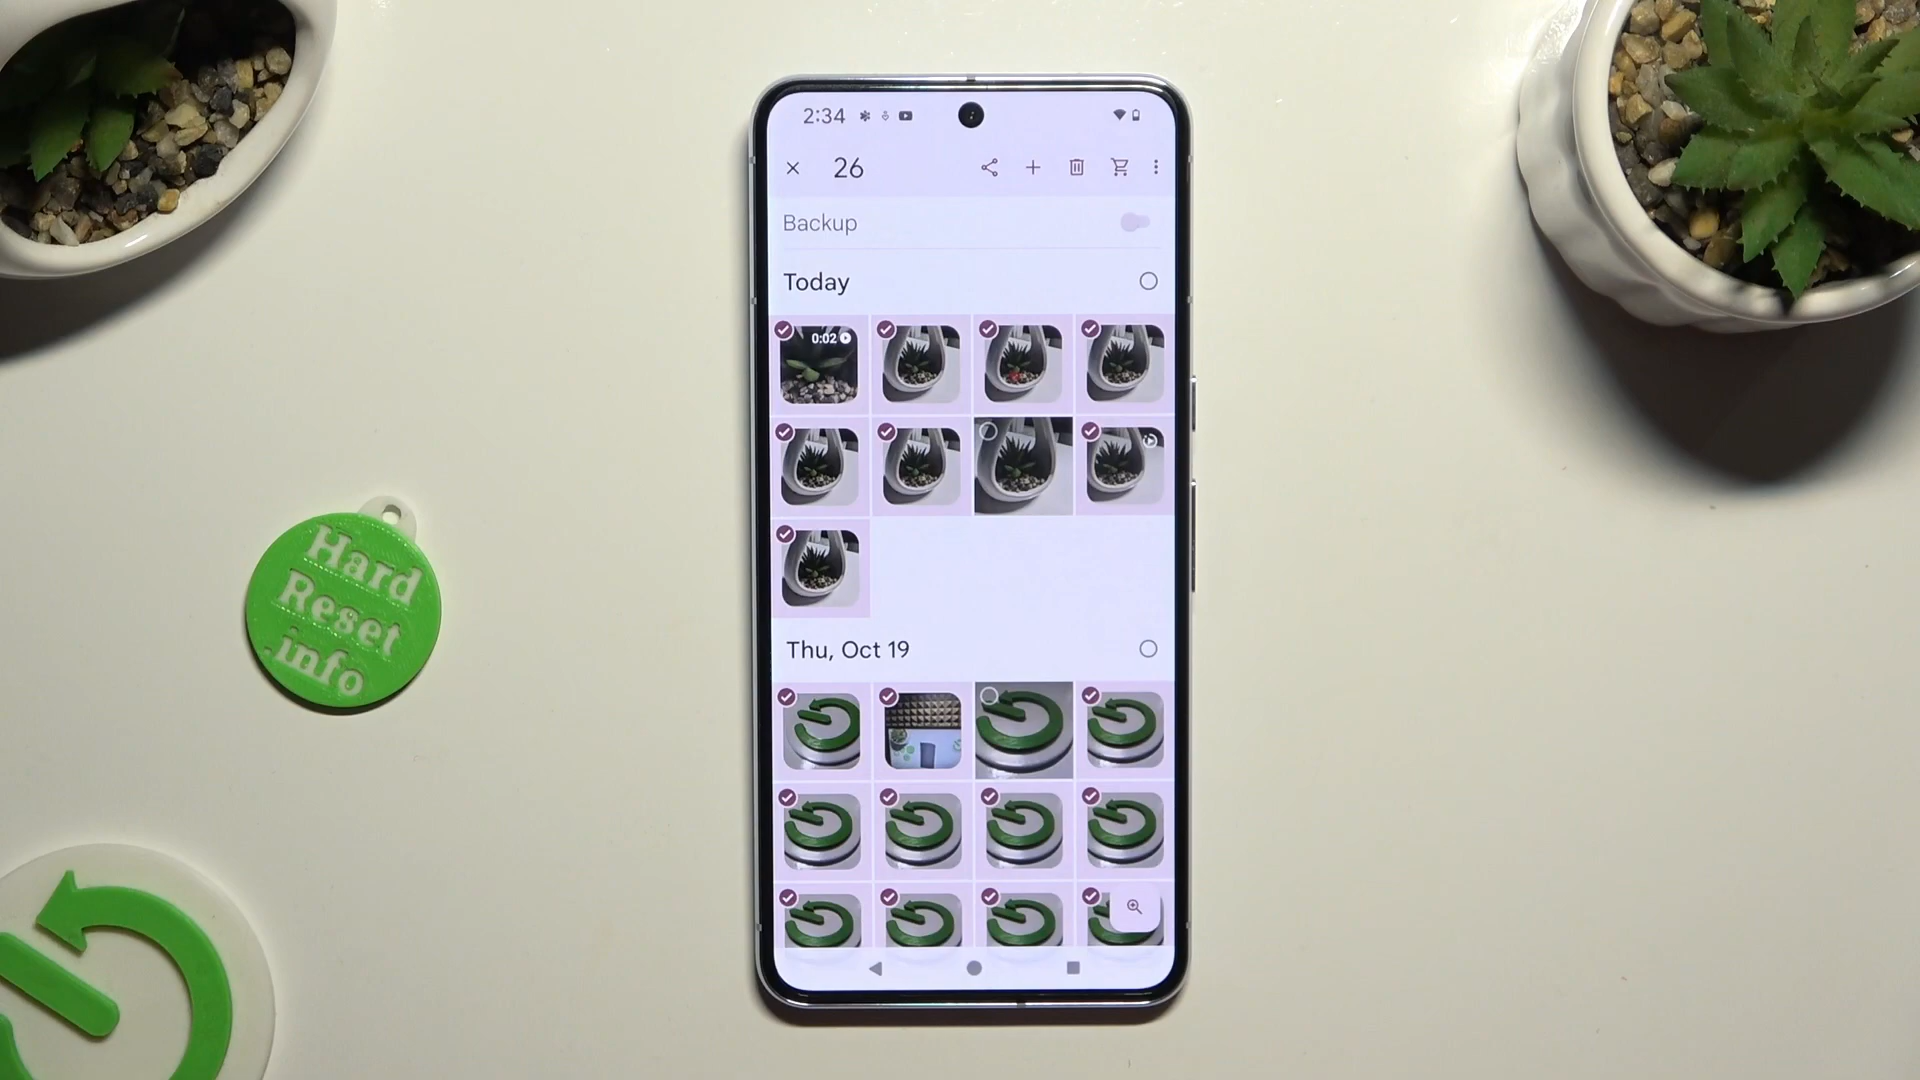 2:34
26
Backup
Today
0:02
Thu, Oct 19
Hard
Reset
.info